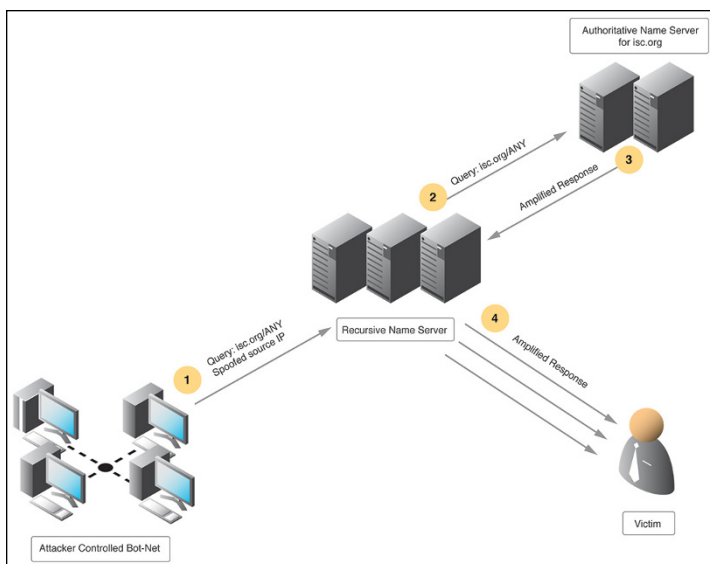 Authoritative Name Server
for isc.org
Query: isc.org/ANY
2
3
Amplified Response
Recursive Name Server
4
Amplified Response
1
Query: isc.org/ANY
Spoofed source IP
Attacker Controlled Bot-Net
Victim